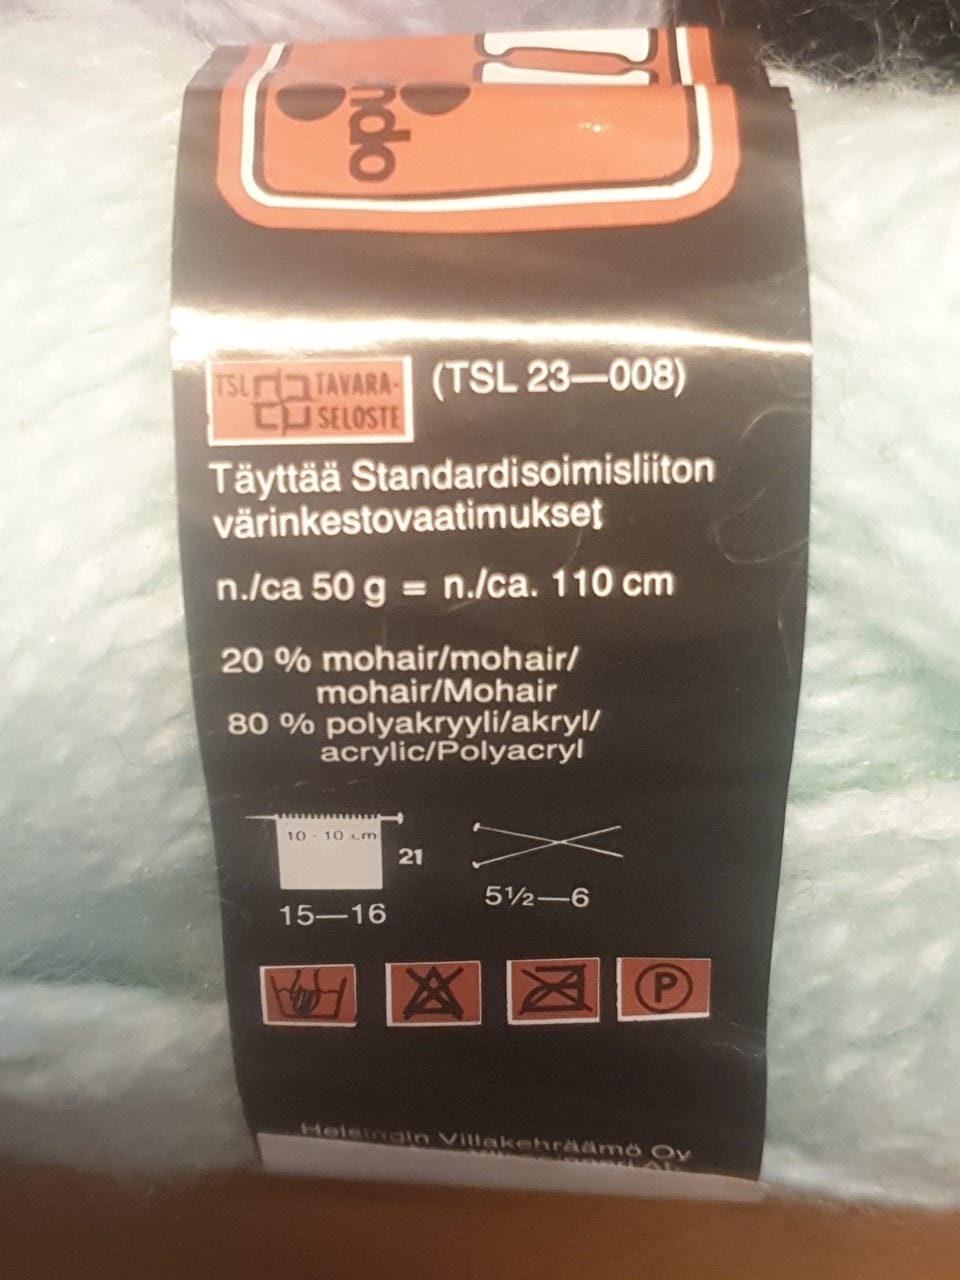 ndo
TSL TAVARA-
SELOSTE
(TSL 23—008)
Täyttää Standardisoimisliiton
värinkestovaatimukset
n./ca 50 g = n./ca. 110 cm
20 % mohair/mohair/
mohair/Mohair
80 % polyakryyli/akryl/
acrylic/Polyacryl
10 - 10 cm
21
15—16
5½—6
P
Helsingin Villakehräämö Oy